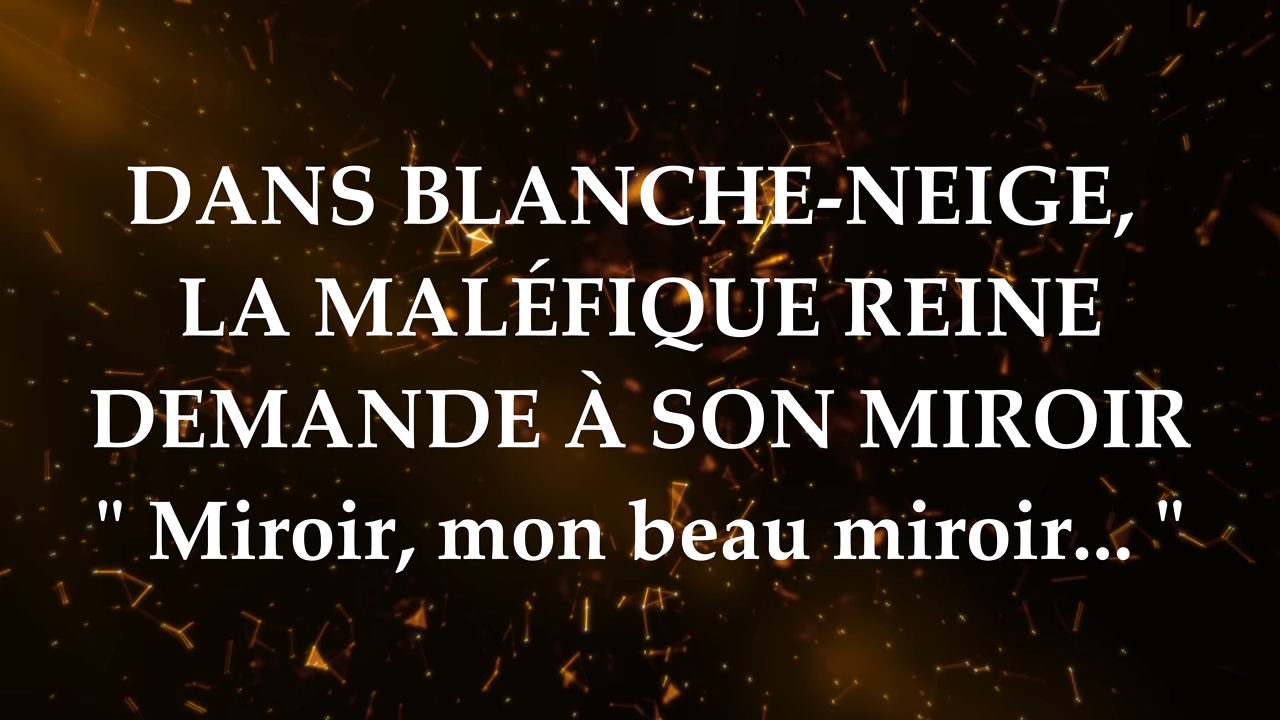 DANS BLANCHE-NEIGE,
LA MALÉFIQUE REINE
DEMANDE À SON MIROIR
" Miroir, mon beau miroir... "